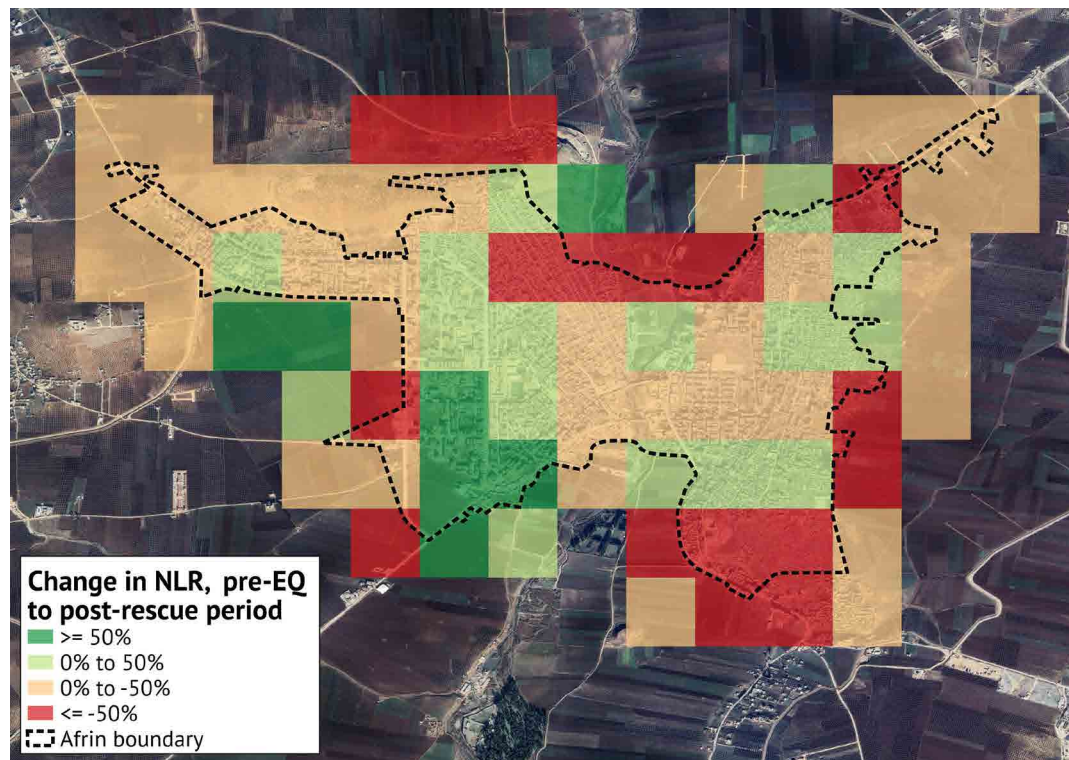 Change in NLR, pre-EQ
to post-rescue period
>= 50%
0% to 50%
0% to -50%
<= -50%
Afrin boundary